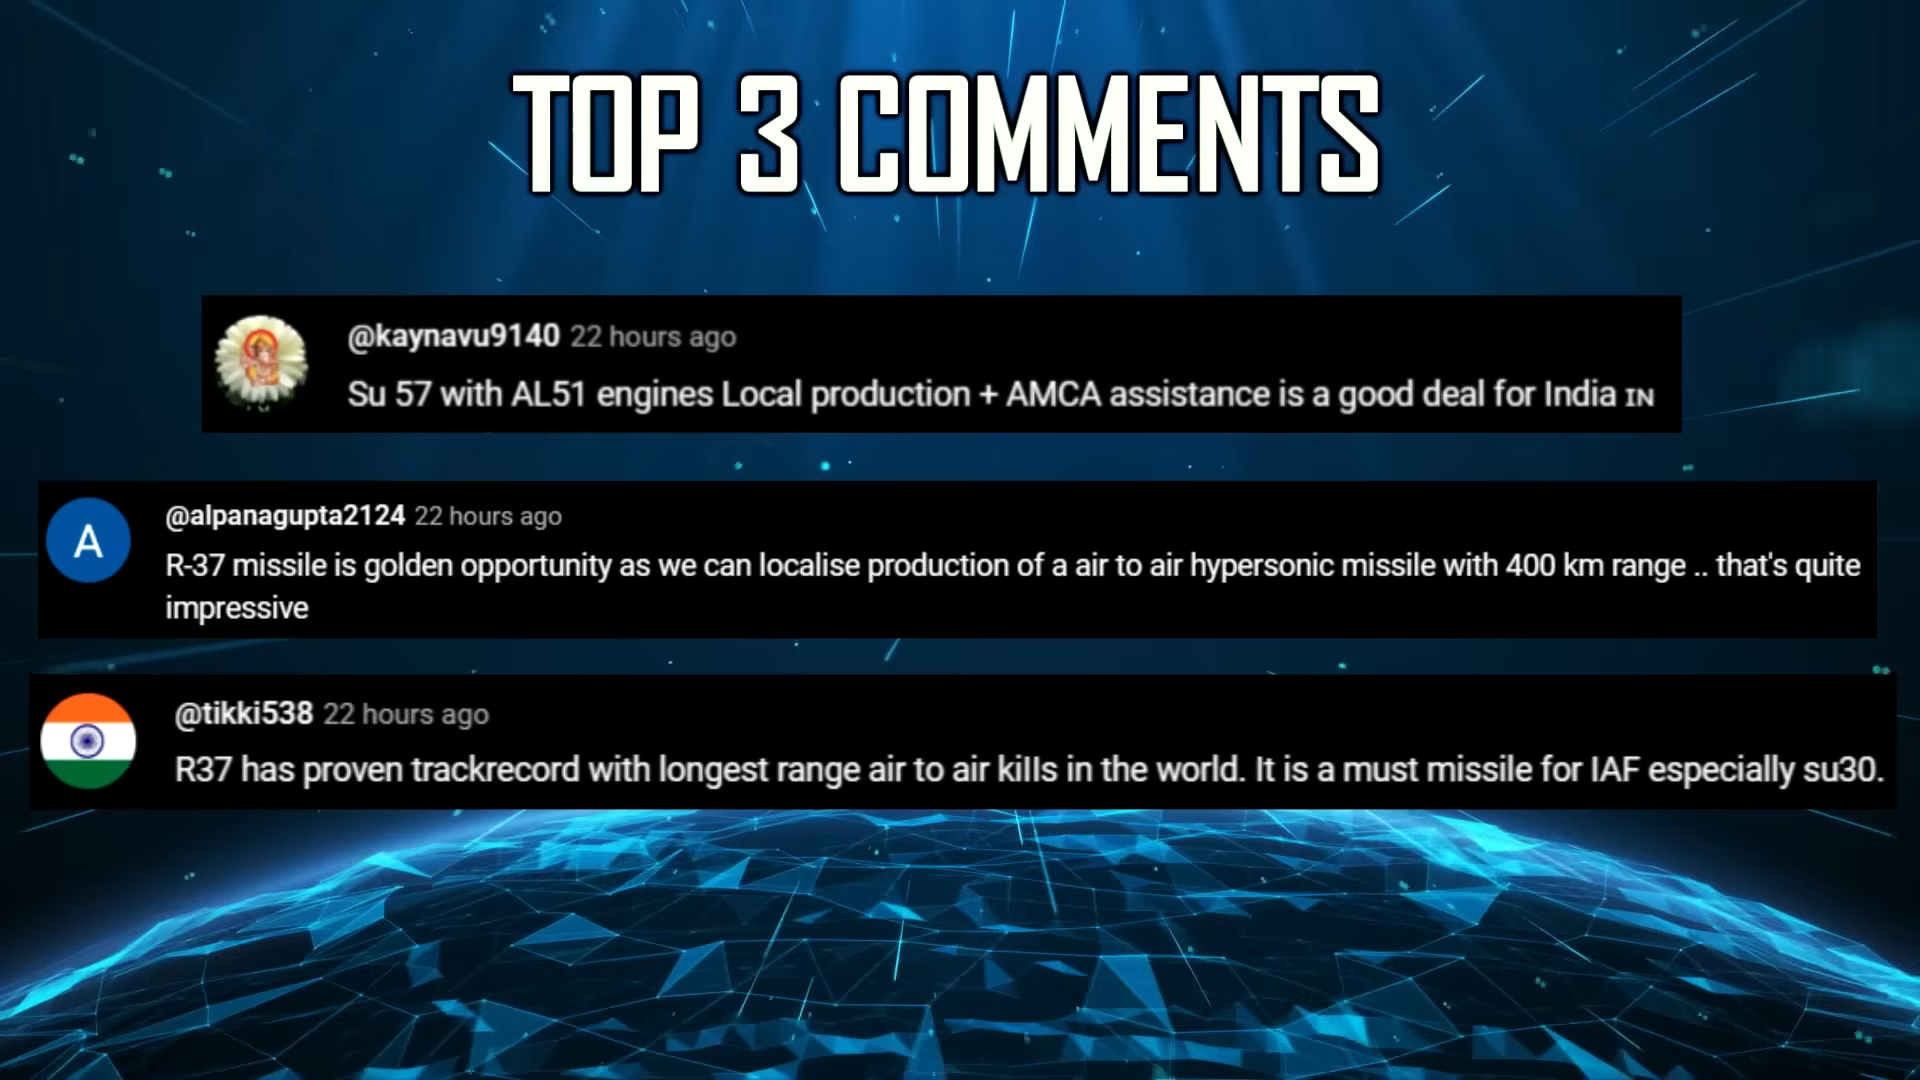 TOP 3 COMMENTS
@kaynavu9140 22 hours ago
Su 57 with AL51 engines Local production + AMCA assistance is a good deal for India IN
A
@alpanagupta2124 22 hours ago
R-37 missile is golden opportunity as we can localise production of a air to air hypersonic missile with 400 km range .. that's quite
impressive
@tikki538 22 hours ago
R37 has proven trackrecord with longest range air to air kills in the world. It is a must missile for IAF especially su30.